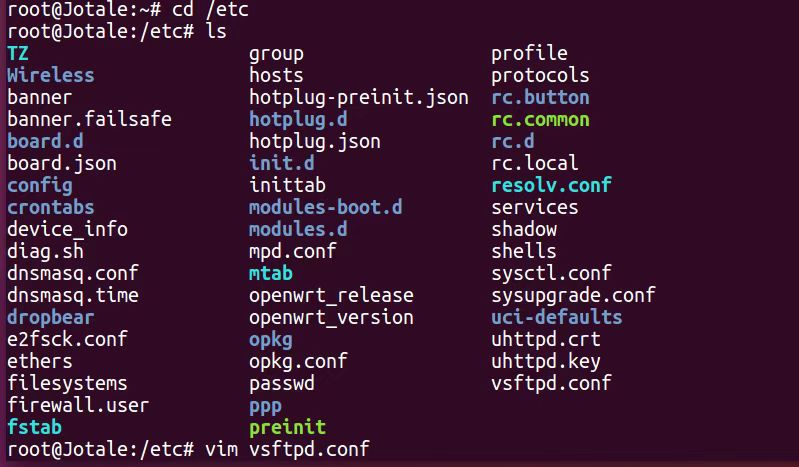 root@Jotale:~# cd /etc
root@Jotale:/etc# ls
TZ group profile
Wireless hosts protocols
banner hotplug-preinit.json rc.button
banner.failsafe hotplug.d rc.common
board.d hotplug.json rc.d
board.json init.d rc.local
config inittab resolv.conf
crontabs modules-boot.d services
device_info modules.d shadow
diag.sh mpd.conf shells
dnsmasq.conf mtab sysctl.conf
dnsmasq.time openwrt_release sysupgrade.conf
dropbear openwrt_version uci-defaults
e2fsck.conf opkg uhttpd.crt
ethers opkg.conf uhttpd.key
filesystems passwd vsftpd.conf
firewall.user ppp
fstab preinit
root@Jotale:/etc# vim vsftpd.conf